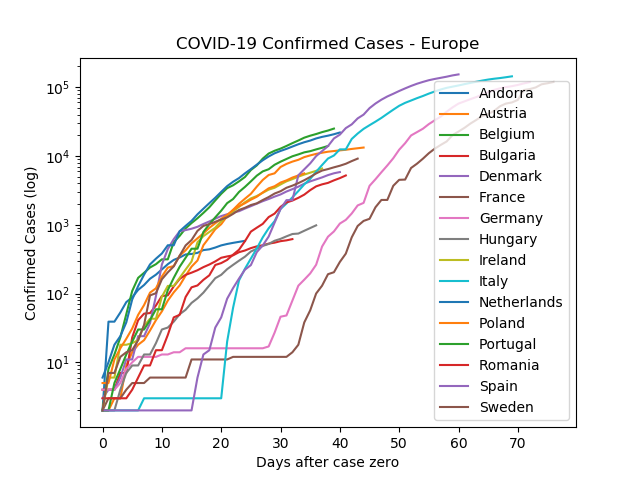 COVID-19 Confirmed Cases - Europe
Confirmed Cases (log)
10^5
10^4
10^3
10^2
10^1
0 10 20 30 40 50 60 70
Days after case zero
Andorra
Austria
Belgium
Bulgaria
Denmark
France
Germany
Hungary
Ireland
Italy
Netherlands
Poland
Portugal
Romania
Spain
Sweden